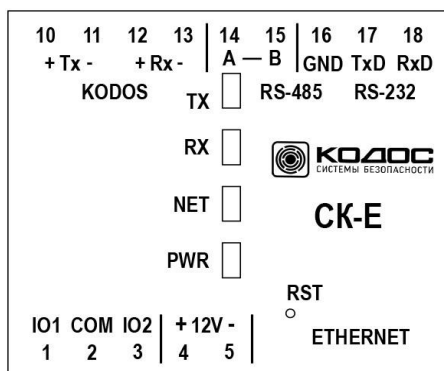 10 11 12 13 14 15 16 17 18
+ Tx - + Rx - A — B GND TxD RxD
KODOS TX RS-485 RS-232
RX
КОДОС
СИСТЕМЫ БЕЗОПАСНОСТИ
NET
СК-Е
PWR
RST
IO1 COM IO2 + 12V - ETHERNET
1 2 3 4 5